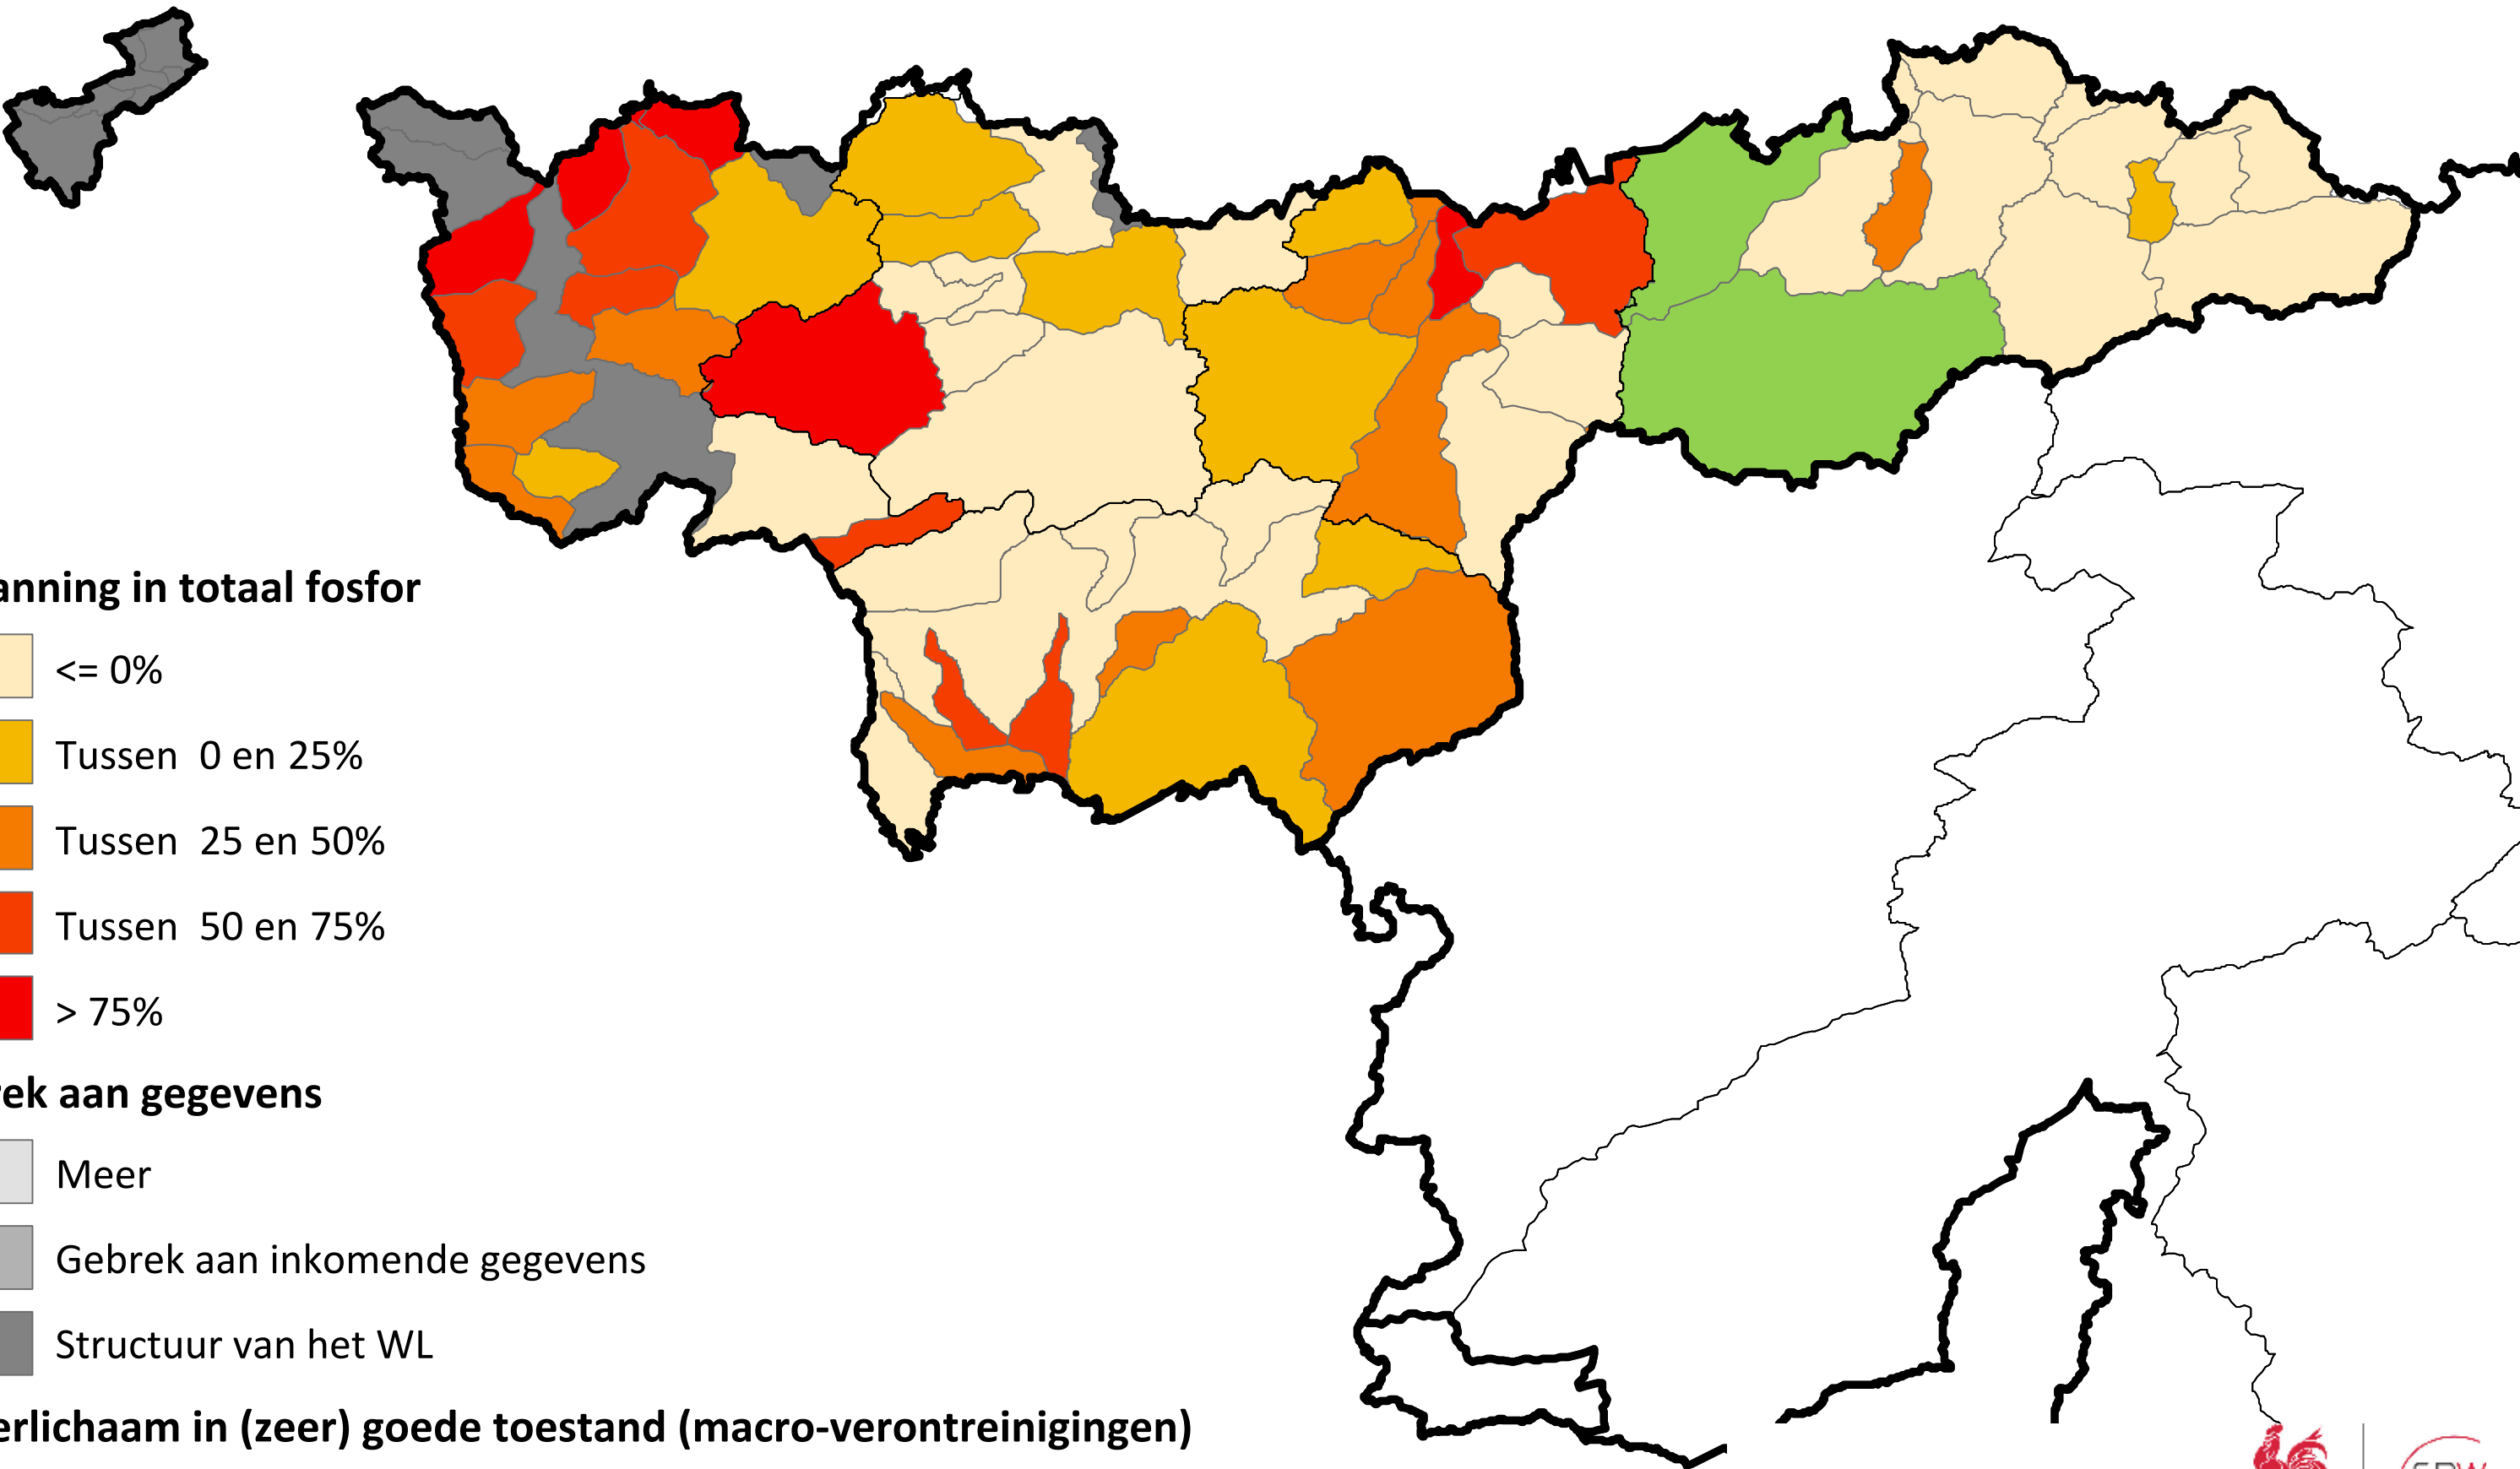 anning in totaal fosfor
<= 0%
Tussen 0 en 25%
Tussen 25 en 50%
Tussen 50 en 75%
> 75%
ek aan gegevens
Meer
Gebrek aan inkomende gegevens
Structuur van het WL
erlichaam in (zeer) goede toestand (macro-verontreinigingen)